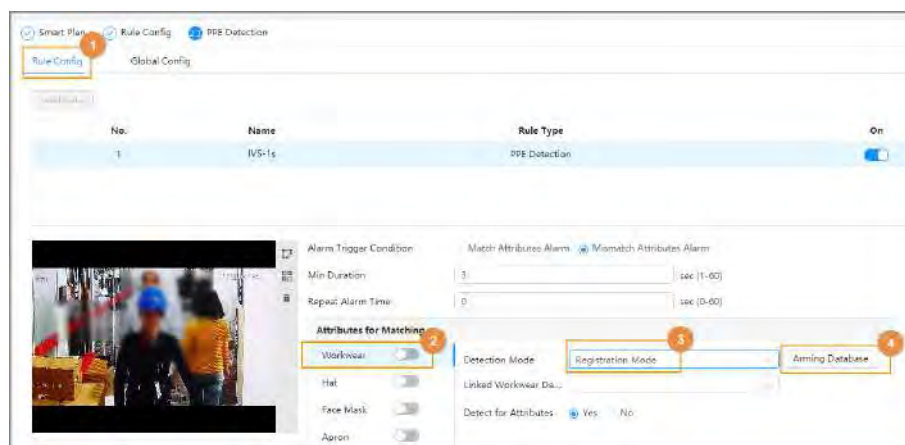 Smart Plan Rule Config PPE Detection
1
Rule Config Global Config
No. Name Rule Type On
1 IVS-1s PPE Detection
Alarm Trigger Condition Match Attributes Alarm Mismatch Attributes Alarm
Min Duration 3 sec (1-60)
Repeat Alarm Time 0 sec (0-60)
Attributes for Matching
2 3 4
Workwear Detection Mode Registration Mode Arming Database
Hat Linked Workwear Da...
Face Mask Detect for Attributes Yes No
Apron